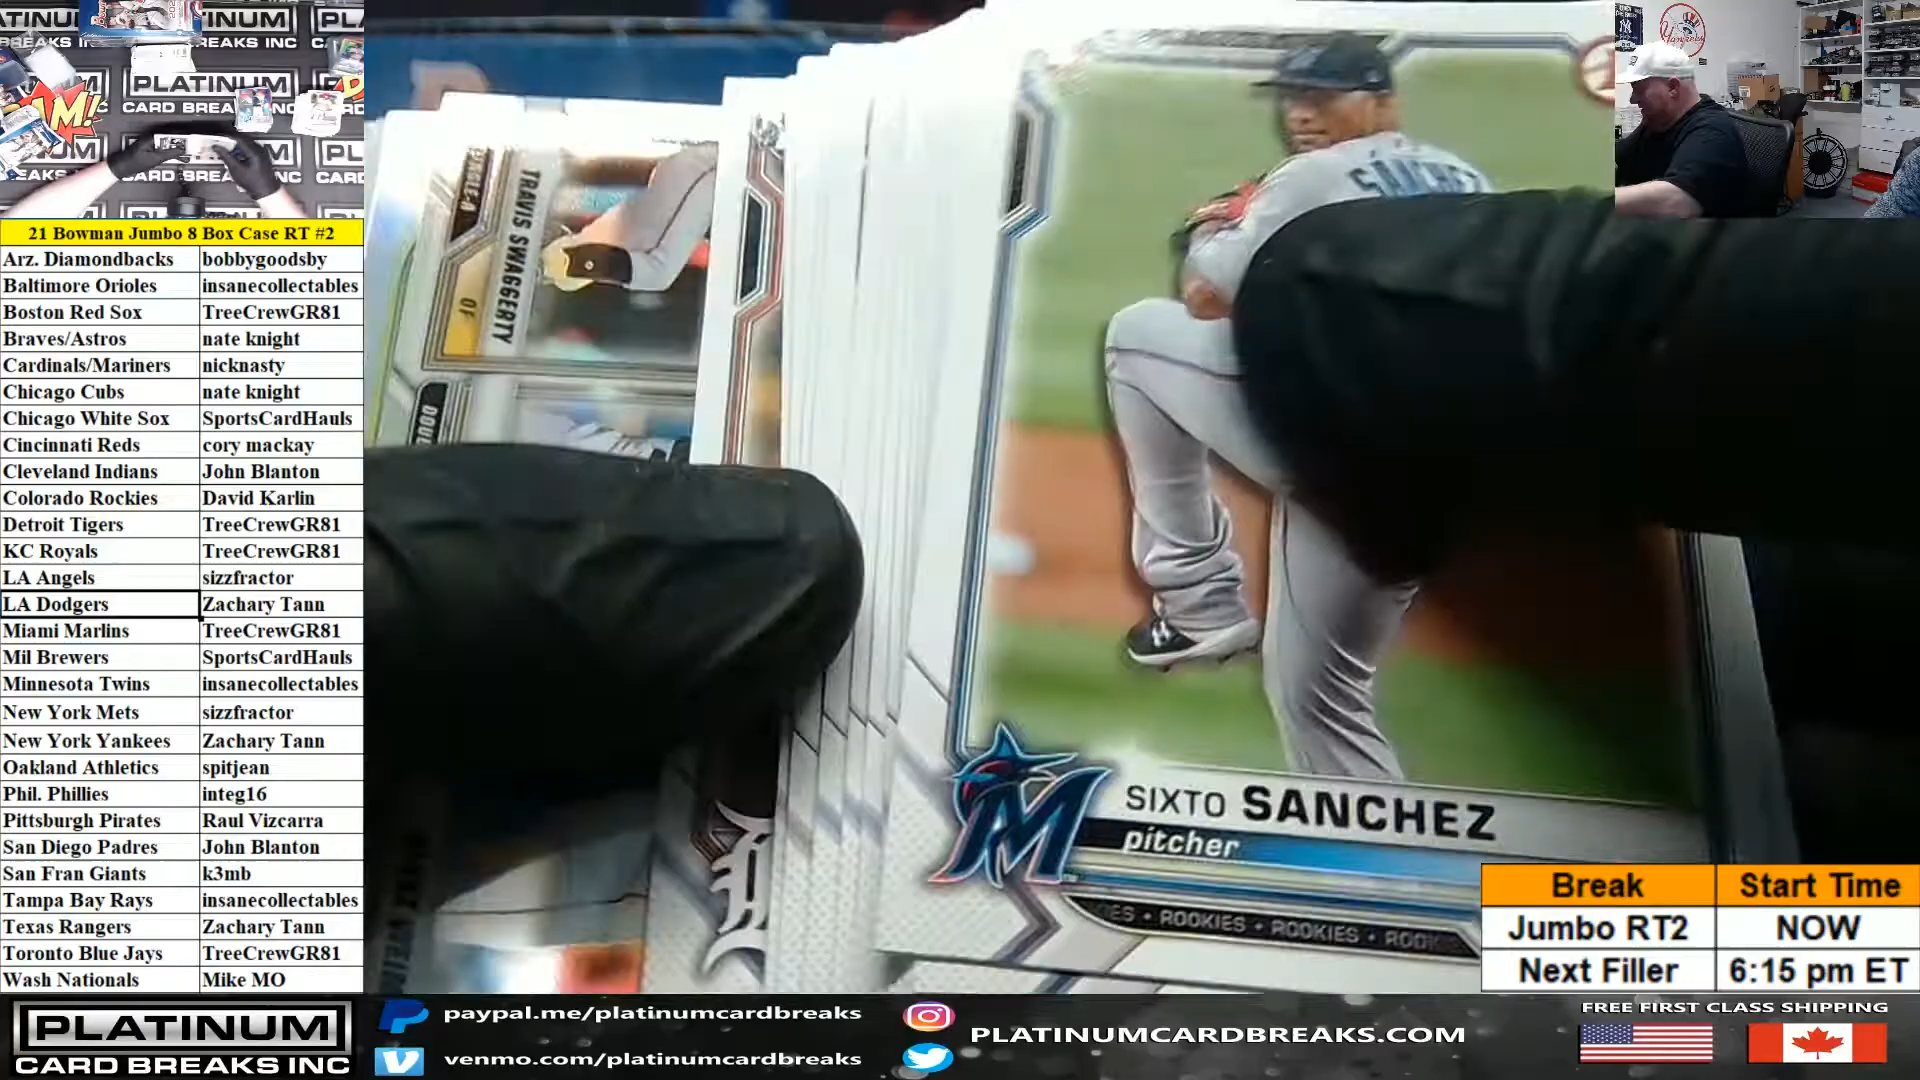 PLATINUM
CARD BREAKS INC
21 Bowman Jumbo 8 Box Case RT #2
Arz. Diamondbacks bobbygoodsby
Baltimore Orioles insanecollectables
Boston Red Sox TreeCrewGR81
Braves/Astros nate knight
Cardinals/Mariners nicknasty
Chicago Cubs nate knight
Chicago White Sox SportsCardHauls
Cincinnati Reds cory mackay
Cleveland Indians John Blanton
Colorado Rockies David Karlin
Detroit Tigers TreeCrewGR81
KC Royals TreeCrewGR81
LA Angels sizzfractor
LA Dodgers Zachary Tann
Miami Marlins TreeCrewGR81
Mil Brewers SportsCardHauls
Minnesota Twins insanecollectables
New York Mets sizzfractor
New York Yankees Zachary Tann
Oakland Athletics spitjean
Phil. Phillies integ16
Pittsburgh Pirates Raul Vizcarra
San Diego Padres John Blanton
San Fran Giants k3mb
Tampa Bay Rays insanecollectables
Texas Rangers Zachary Tann
Toronto Blue Jays TreeCrewGR81
Wash Nationals Mike MO
TRAVIS SWAGGERTY
OF
SANCHEZ
SIXTO SANCHEZ
pitcher
ROOKIES • ROOKIES
Yankees
Break Start Time
Jumbo RT2 NOW
Next Filler 6:15 pm ET
PLATINUM
CARD BREAKS INC
paypal.me/platinumcardbreaks
venmo.com/platinumcardbreaks
PLATINUMCARDBREAKS.COM
FREE FIRST CLASS SHIPPING